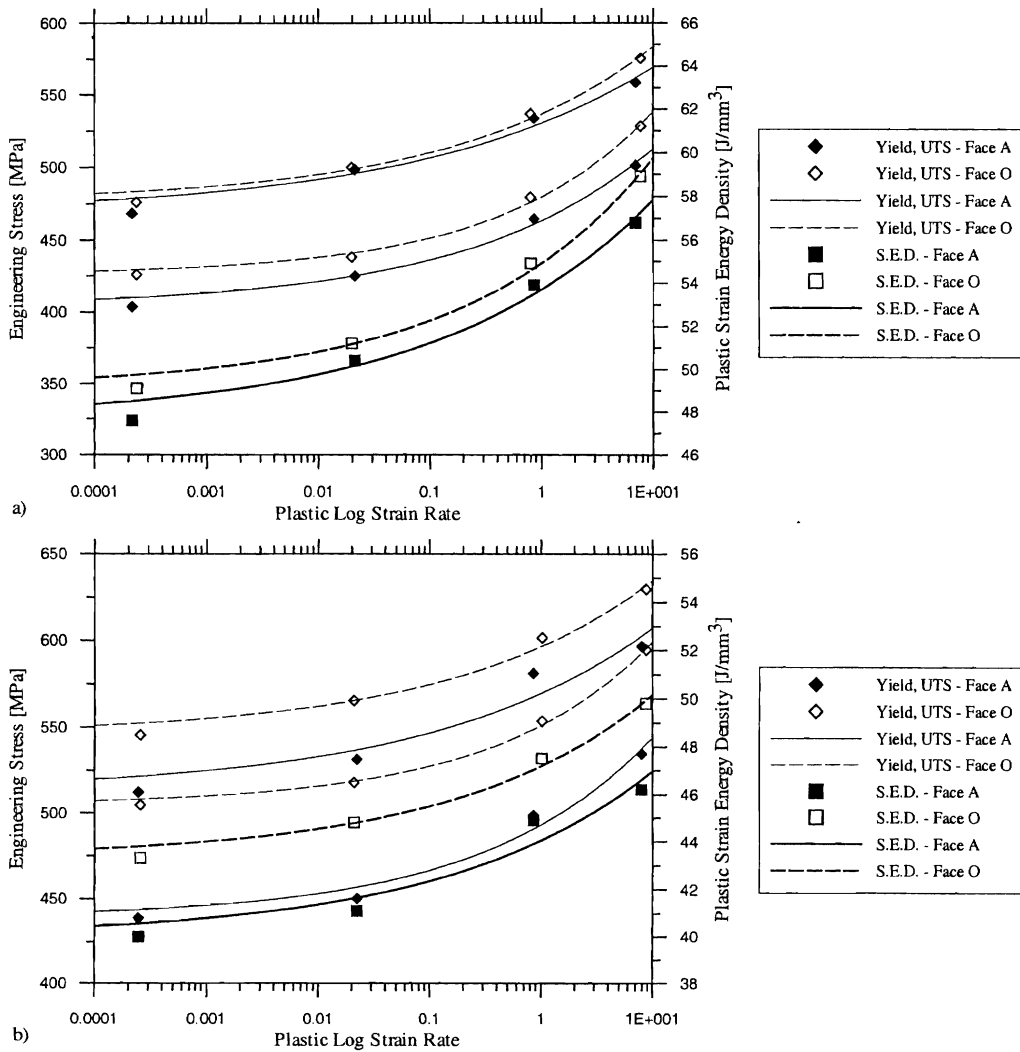 600
550
500
450
400
350
300
Engineering Stress [MPa]
66
64
62
60
58
56
54
52
50
48
46
Plastic Strain Energy Density [J/mm³]
0.0001
0.001
0.01
0.1
1
1E+001
Plastic Log Strain Rate
a)
Yield, UTS - Face A
Yield, UTS - Face O
Yield, UTS - Face A
Yield, UTS - Face O
S.E.D. - Face A
S.E.D. - Face O
S.E.D. - Face A
S.E.D. - Face O
650
600
550
500
450
400
Engineering Stress [MPa]
56
54
52
50
48
46
44
42
40
38
Plastic Strain Energy Density [J/mm³]
0.0001
0.001
0.01
0.1
1
1E+001
Plastic Log Strain Rate
b)
Yield, UTS - Face A
Yield, UTS - Face O
Yield, UTS - Face A
Yield, UTS - Face O
S.E.D. - Face A
S.E.D. - Face O
S.E.D. - Face A
S.E.D. - Face O